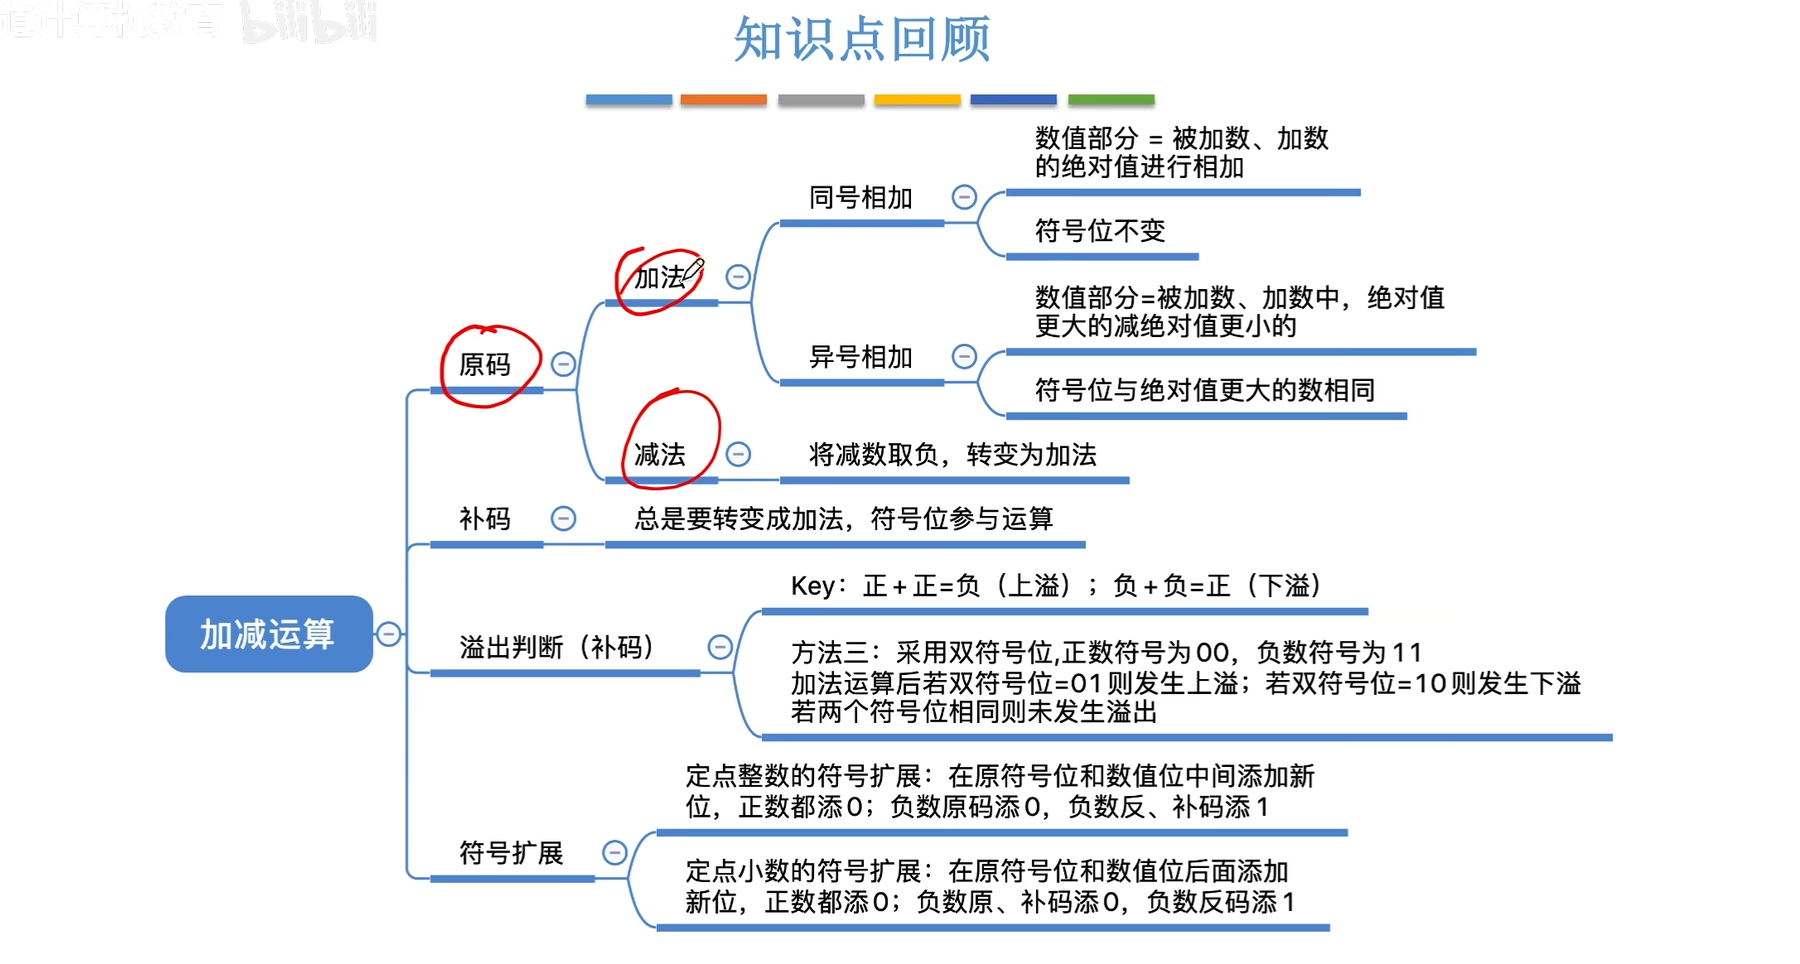 道计算机教育 bilibili
知识点回顾
数值部分 = 被加数、加数
的绝对值进行相加
同号相加
符号位不变
加法
数值部分=被加数、加数中，绝对值
更大的减绝对值更小的
异号相加
符号位与绝对值更大的数相同
原码
减法
将减数取负，转变为加法
补码
总是要转变成加法，符号位参与运算
加减运算
溢出判断（补码）
Key：正+正=负（上溢）；负+负=正（下溢）
方法三：采用双符号位,正数符号为00，负数符号为11
加法运算后若双符号位=01则发生上溢；若双符号位=10则发生下溢
若两个符号位相同则未发生溢出
符号扩展
定点整数的符号扩展：在原符号位和数值位中间添加新
位，正数都添0；负数原码添0，负数反、补码添1
定点小数的符号扩展：在原符号位和数值位后面添加
新位，正数都添0；负数原、补码添0，负数反码添1